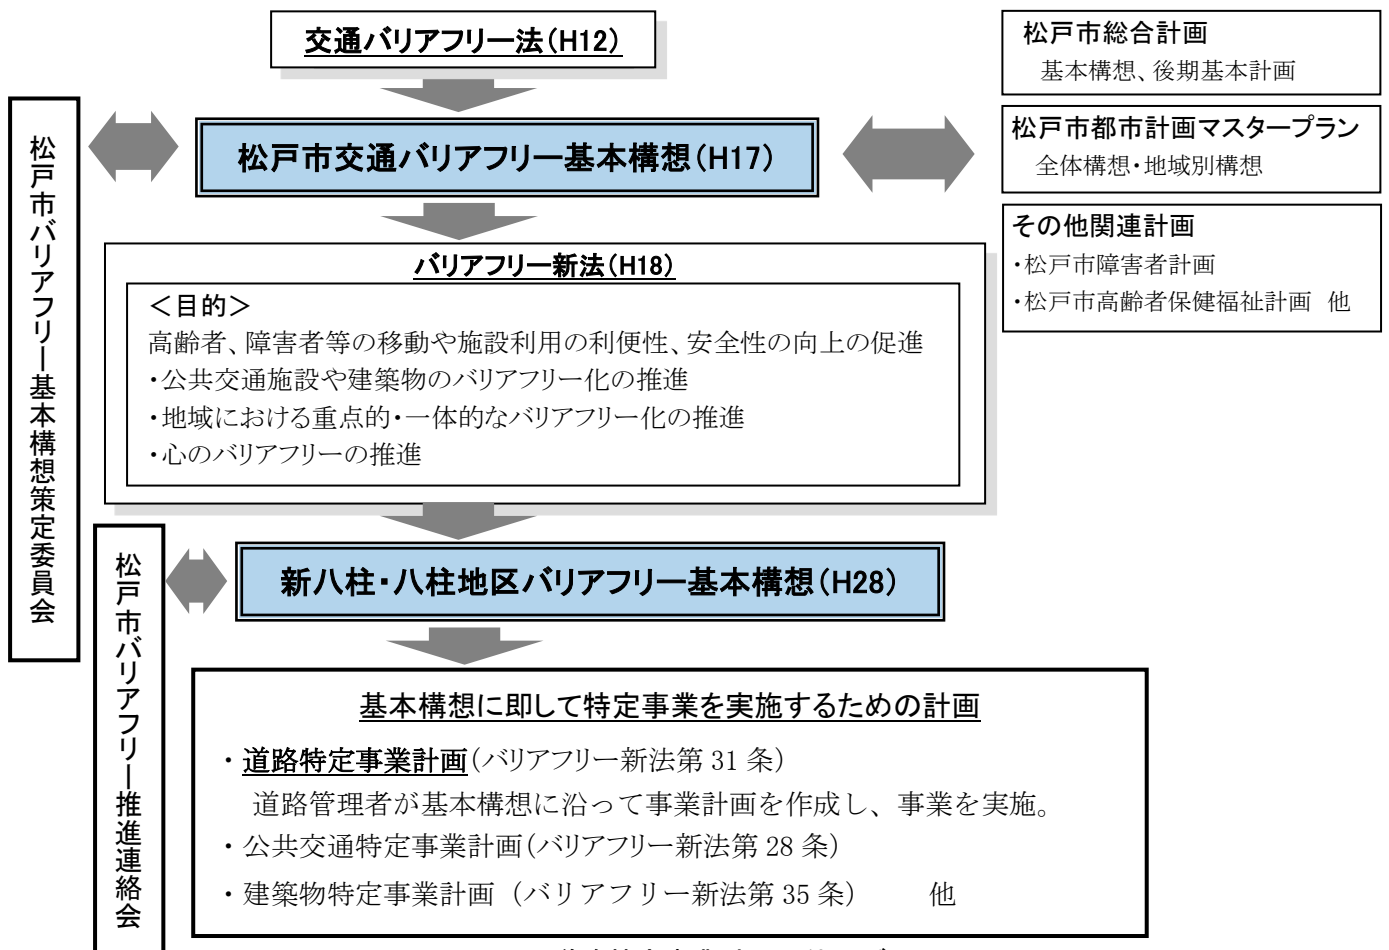 交通バリアフリー法（H12）
松戸市総合計画
基本構想、後期基本計画
松戸市バリアフリー基本構想策定委員会
松戸市交通バリアフリー基本構想（H17）
松戸市都市計画マスタープラン
全体構想・地域別構想
その他関連計画
・松戸市障害者計画
・松戸市高齢者保健福祉計画 他
バリアフリー新法（H18）
＜目的＞
高齢者、障害者等の移動や施設利用の利便性、安全性の向上の促進
・公共交通施設や建築物のバリアフリー化の推進
・地域における重点的・一体的なバリアフリー化の推進
・心のバリアフリーの推進
松戸市バリアフリー推進連絡会
新八柱・八柱地区バリアフリー基本構想（H28）
基本構想に即して特定事業を実施するための計画
・道路特定事業計画（バリアフリー新法第 31 条）
道路管理者が基本構想に沿って事業計画を作成し、事業を実施。
・公共交通特定事業計画（バリアフリー新法第 28 条）
・建築物特定事業計画（バリアフリー新法第 35 条） 他